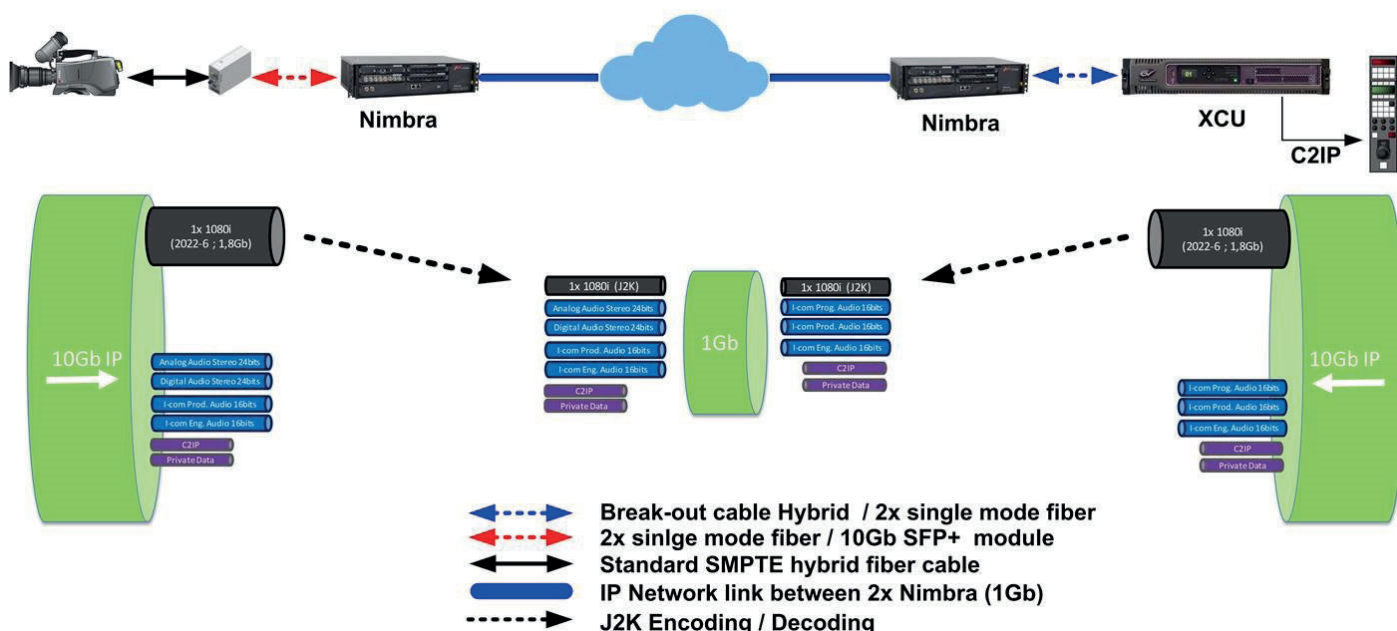 Nimbra
Nimbra
XCU
C2IP
1x 1080i
(2022-6 ; 1,8Gb)
10Gb IP
Analog Audio Stereo 24bits
Digital Audio Stereo 24bits
I-com Prod. Audio 16bits
I-com Eng. Audio 16bits
C2IP
Private Data
1x 1080i (J2K)
Analog Audio Stereo 24bits
Digital Audio Stereo 24bits
I-com Prod. Audio 16bits
I-com Eng. Audio 16bits
C2IP
Private Data
1Gb
1x 1080i (J2K)
I-com Prog. Audio 16bits
I-com Prod. Audio 16bits
I-com Eng. Audio 16bits
C2IP
Private Data
1x 1080i
(2022-6 ; 1,8Gb)
10Gb IP
I-com Prog. Audio 16bits
I-com Prod. Audio 16bits
I-com Eng. Audio 16bits
C2IP
Private Data
Break-out cable Hybrid / 2x single mode fiber
2x sinlge mode fiber / 10Gb SFP+ module
Standard SMPTE hybrid fiber cable
IP Network link between 2x Nimbra (1Gb)
J2K Encoding / Decoding